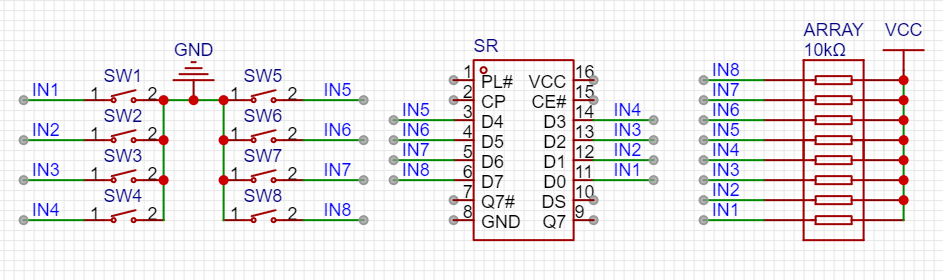 GND
IN1 1 SW1 2
IN2 1 SW2 2
IN3 1 SW3 2
IN4 1 SW4 2
1 SW5 2 IN5
1 SW6 2 IN6
1 SW7 2 IN7
1 SW8 2 IN8
SR
1 PL# VCC 16
2 CP CE# 15
IN5 3 D4 D3 14 IN4
IN6 4 D5 D2 13 IN3
IN7 5 D6 D1 12 IN2
IN8 6 D7 D0 11 IN1
7 Q7# DS 10
8 GND Q7 9
ARRAY
10kΩ
VCC
IN8
IN7
IN6
IN5
IN4
IN3
IN2
IN1